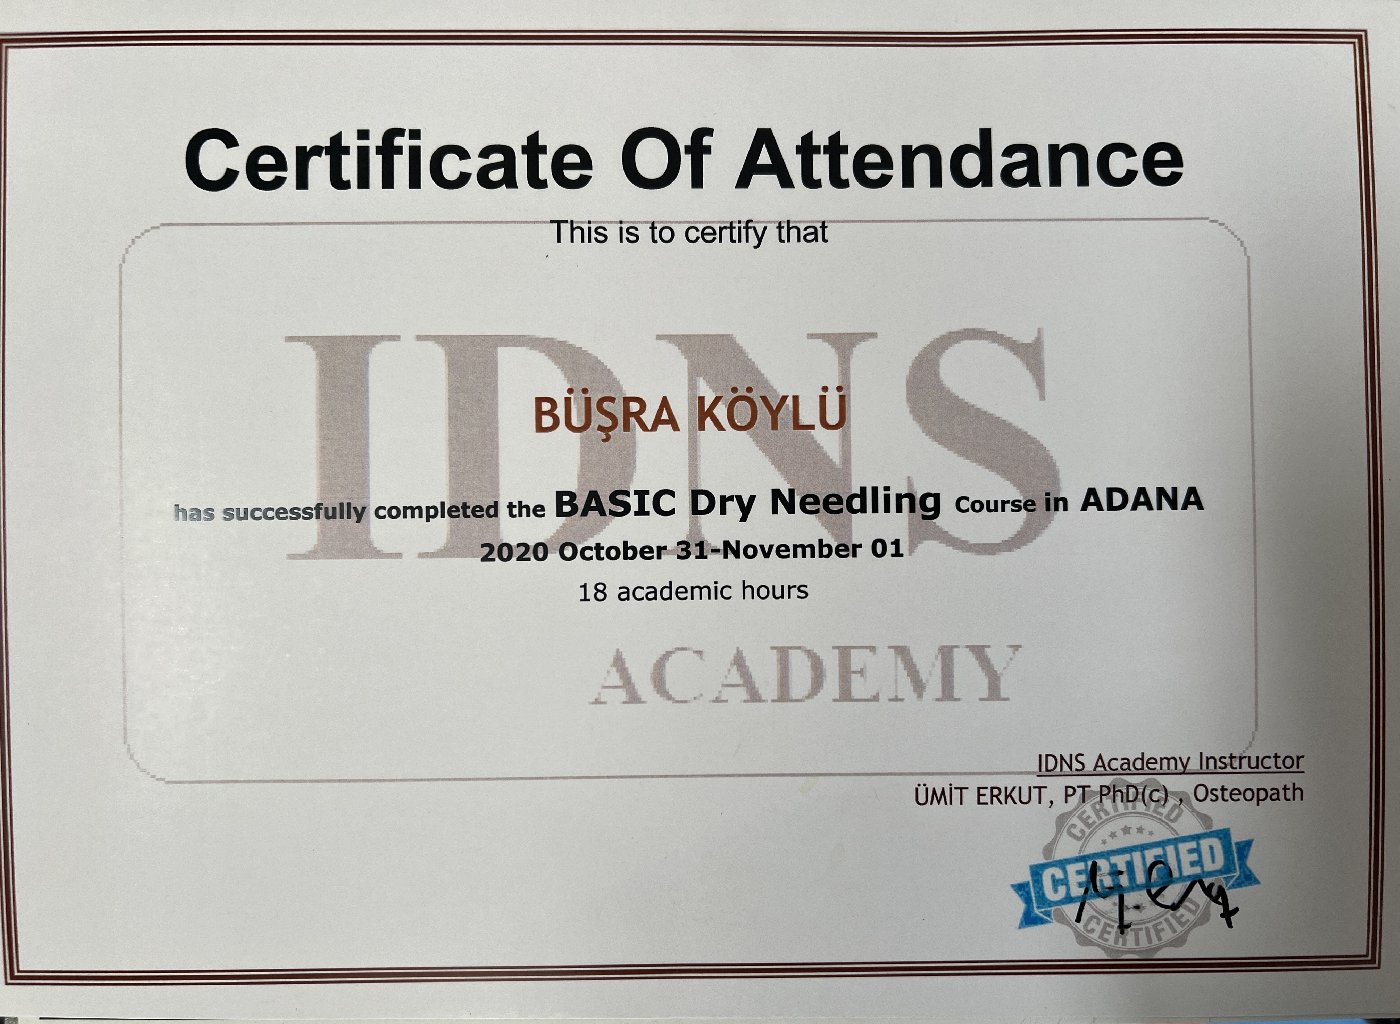 Certificate Of Attendance
This is to certify that
IDNS
BÜŞRA KÖYLÜ
has successfully completed the BASIC Dry Needling Course in ADANA
2020 October 31-November 01
18 academic hours
ACADEMY
IDNS Academy Instructor
ÜMİT ERKUT, PT PhD(c) , Osteopath
CERTIFIED
CERTIFIED
CERTIFIED